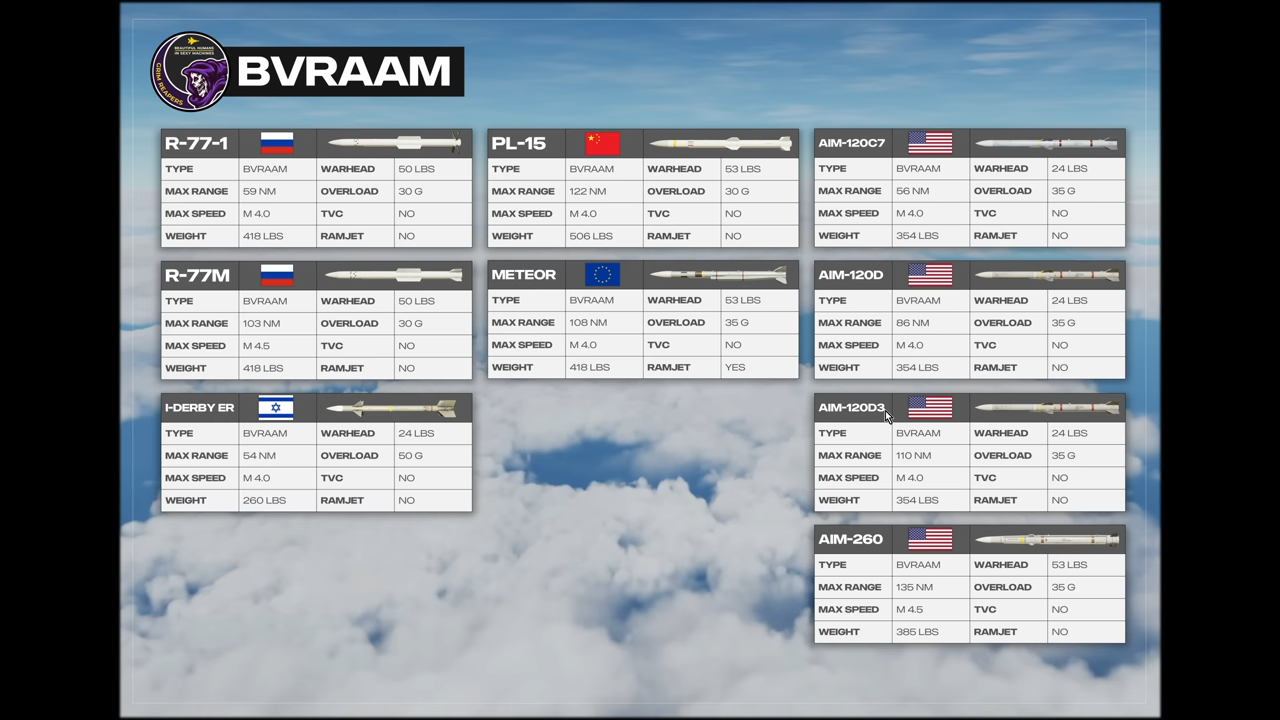 BEAUTIFUL HUMANS
IN SEXY MACHINES
GRIM REAPERS
BVRAAM
R-77-1
TYPE BVRAAM WARHEAD 50 LBS
MAX RANGE 59 NM OVERLOAD 30 G
MAX SPEED M 4.0 TVC NO
WEIGHT 418 LBS RAMJET NO
PL-15
TYPE BVRAAM WARHEAD 53 LBS
MAX RANGE 122 NM OVERLOAD 30 G
MAX SPEED M 4.0 TVC NO
WEIGHT 506 LBS RAMJET NO
AIM-120C7
TYPE BVRAAM WARHEAD 24 LBS
MAX RANGE 56 NM OVERLOAD 35 G
MAX SPEED M 4.0 TVC NO
WEIGHT 354 LBS RAMJET NO
R-77M
TYPE BVRAAM WARHEAD 50 LBS
MAX RANGE 103 NM OVERLOAD 30 G
MAX SPEED M 4.5 TVC NO
WEIGHT 418 LBS RAMJET NO
METEOR
TYPE BVRAAM WARHEAD 53 LBS
MAX RANGE 108 NM OVERLOAD 35 G
MAX SPEED M 4.0 TVC NO
WEIGHT 418 LBS RAMJET YES
AIM-120D
TYPE BVRAAM WARHEAD 24 LBS
MAX RANGE 86 NM OVERLOAD 35 G
MAX SPEED M 4.0 TVC NO
WEIGHT 354 LBS RAMJET NO
I-DERBY ER
TYPE BVRAAM WARHEAD 24 LBS
MAX RANGE 54 NM OVERLOAD 50 G
MAX SPEED M 4.0 TVC NO
WEIGHT 260 LBS RAMJET NO
AIM-120D3
TYPE BVRAAM WARHEAD 24 LBS
MAX RANGE 110 NM OVERLOAD 35 G
MAX SPEED M 4.0 TVC NO
WEIGHT 354 LBS RAMJET NO
AIM-260
TYPE BVRAAM WARHEAD 53 LBS
MAX RANGE 135 NM OVERLOAD 35 G
MAX SPEED M 4.5 TVC NO
WEIGHT 385 LBS RAMJET NO